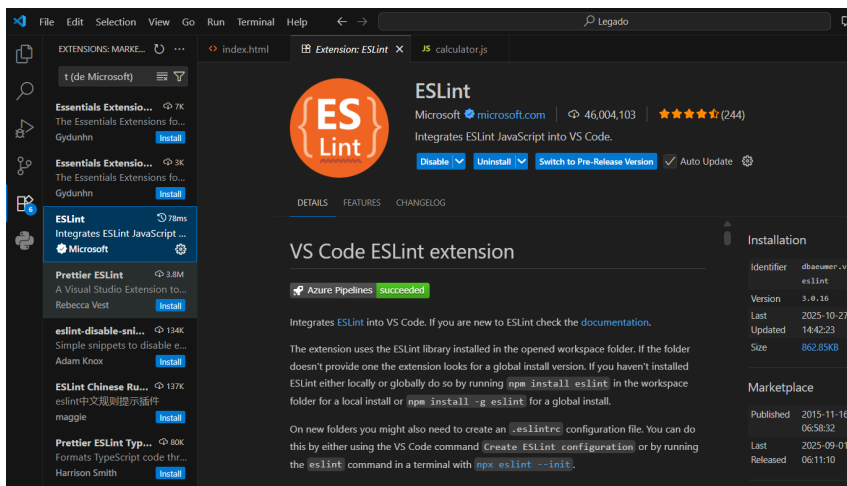 File Edit Selection View Go Run Terminal Help
Legado
EXTENSIONS: MARKE...
t (de Microsoft)
Essentials Extensio... 7K
The Essentials Extensions fo...
Gydunhn Install
Essentials Extensio... 3K
The Essentials Extensions fo...
Gydunhn Install
ESLint 78ms
Integrates ESLint JavaScript ...
Microsoft
Prettier ESLint 3.8M
A Visual Studio Extension to...
Rebecca Vest Install
eslint-disable-sni... 134K
Simple snippets to disable e...
Adam Knox Install
ESLint Chinese Ru... 137K
eslint中文规则提示插件
maggie Install
Prettier ESLint Typ... 80K
Formats TypeScript code thr...
Harrison Smith Install
6
index.html Extension: ESLint JS calculator.js
{ES}
Lint
ESLint
Microsoft microsoft.com 46,004,103 (244)
Integrates ESLint JavaScript into VS Code.
Disable Uninstall Switch to Pre-Release Version Auto Update
DETAILS FEATURES CHANGELOG
VS Code ESLint extension
Azure Pipelines succeeded
Integrates ESLint into VS Code. If you are new to ESLint check the documentation.
The extension uses the ESLint library installed in the opened workspace folder. If the folder
doesn't provide one the extension looks for a global install version. If you haven't installed
ESLint either locally or globally do so by running npm install eslint in the workspace
folder for a local install or npm install -g eslint for a global install.
On new folders you might also need to create an .eslintrc configuration file. You can do
this by either using the VS Code command Create ESLint configuration or by running
the eslint command in a terminal with npx eslint --init.
Installation
Identifier dbaeumer.v
eslint
Version 3.0.16
Last 2025-10-27
Updated 14:42:23
Size 862.85KB
Marketplace
Published 2015-11-16
06:58:32
Last 2025-09-01
Released 06:11:10